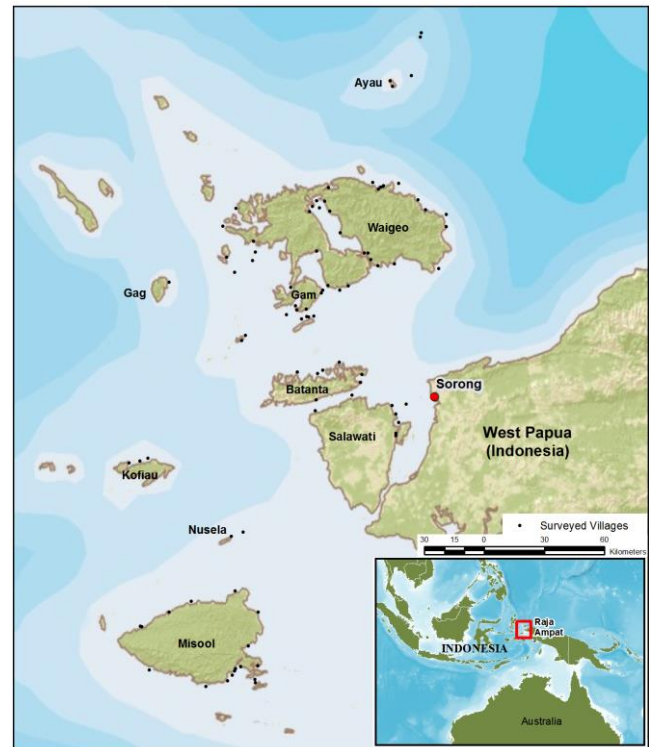 Ayau
Waigeo
Gag
Gam
Sorong
Batanta
West Papua
(Indonesia)
Salawati
Kofiau
Nusela
Surveyed Villages
30 15 0 30 60
Kilometers
Misool
Raja
Ampat
INDONESIA
Australia